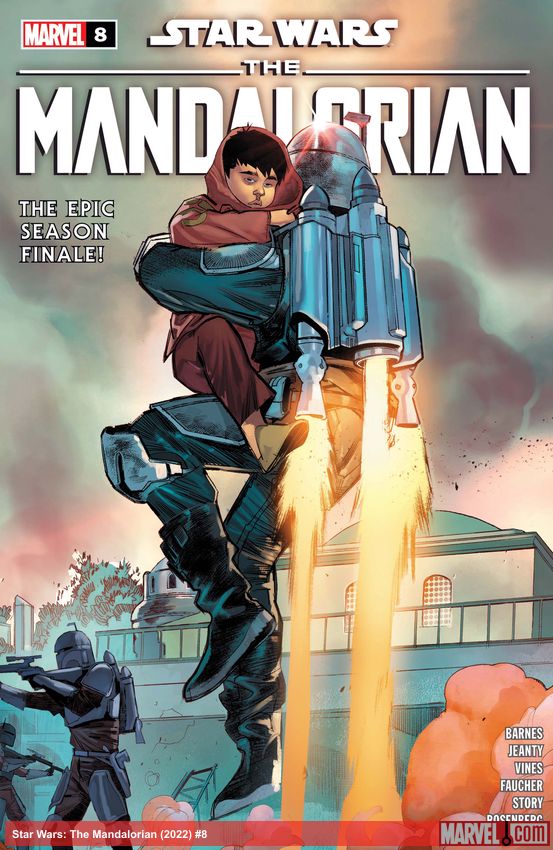 MARVEL 8
STAR WARS
THE
MANDALORIAN
THE EPIC
SEASON
FINALE!
BARNES
JEANTY
VINES
FAUCHER
STORY
ROSENBERG
Star Wars: The Mandalorian (2022) #8
MARVEL.com